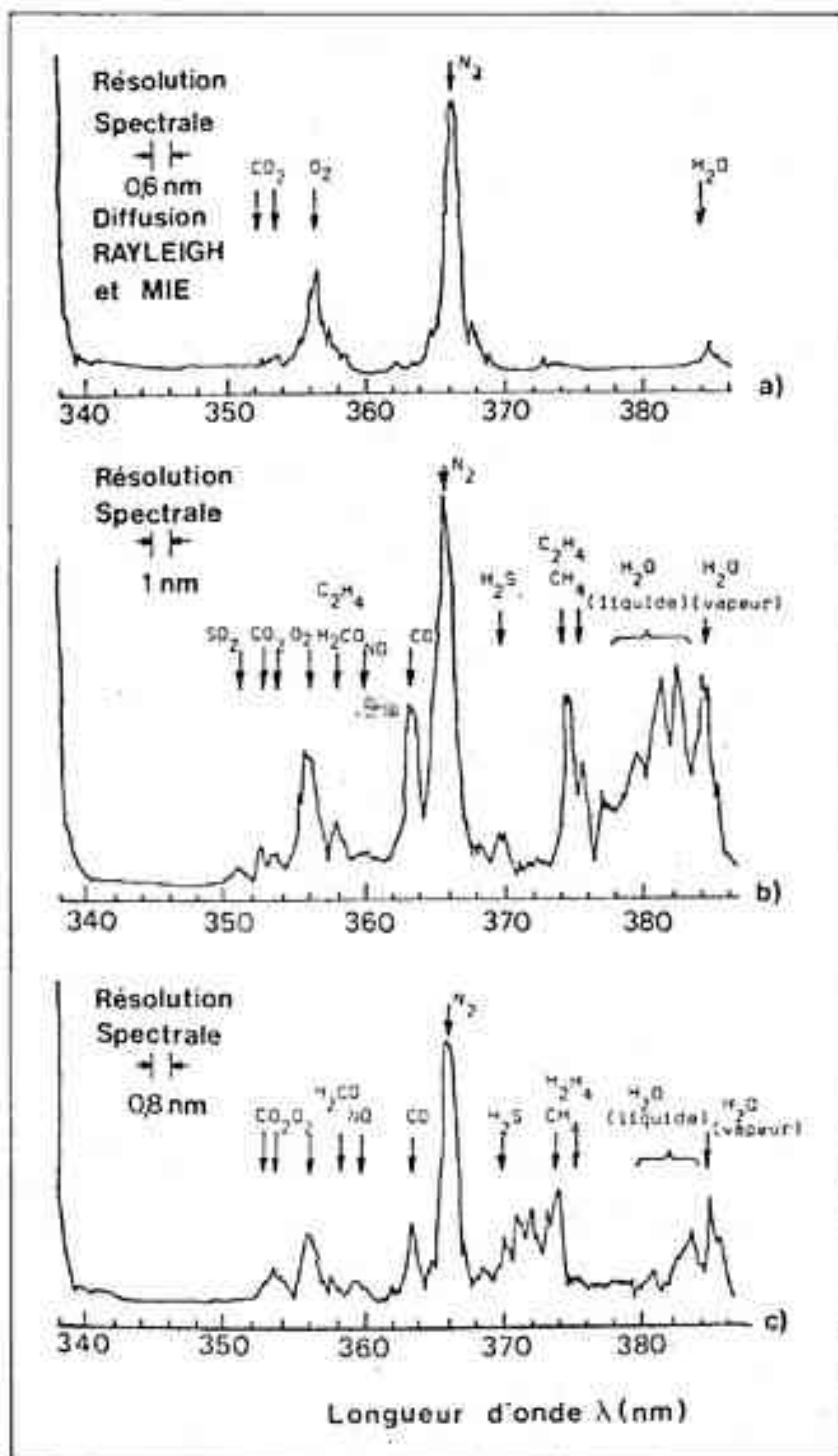 Résolution
Spectrale
0,6 nm
Diffusion
RAYLEIGH
et MIE
CO2 O2 N2 H2O
340 350 360 370 380
a)
Résolution
Spectrale
1 nm
N2
C2H4 C2H4 H2O H2O
SO2 CO2 O2 H2CO NO CO H2S CH4 (liquide) (vapeur)
340 350 360 370 380
b)
Résolution
Spectrale
0,8 nm
N2
H2CO H2H4 H2O H2O
CO2 O2 NO CO H2S CH4 (liquide) (vapeur)
340 350 360 370 380
c)
Longueur d'onde λ (nm)